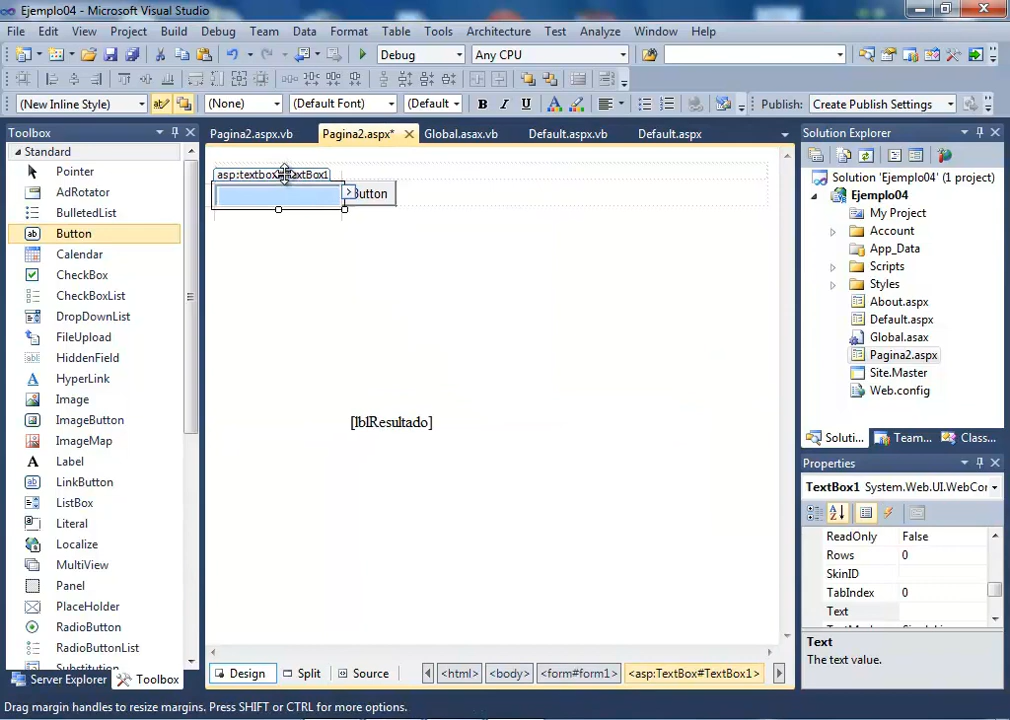 Ejemplo04 - Microsoft Visual Studio
File Edit View Project Build Debug Team Data Format Table Tools Architecture Test Analyze Window Help
Debug Any CPU
(New Inline Style) (None) (Default Font) (Default B I U A Publish: Create Publish Settings
Toolbox
Standard
Pointer
AdRotator
BulletedList
Button
Calendar
CheckBox
CheckBoxList
DropDownList
FileUpload
HiddenField
HyperLink
Image
ImageButton
ImageMap
Label
LinkButton
ListBox
Literal
Localize
MultiView
Panel
PlaceHolder
RadioButton
RadioButtonList
Substitution
Server Explorer Toolbox
Pagina2.aspx.vb Pagina2.aspx* Global.asax.vb Default.aspx.vb Default.aspx
Button
[lblResultado]
Design Split Source <html> <body> <form#form1> <asp:TextBox#TextBox1>
Solution Explorer
Solution 'Ejemplo04' (1 project)
Ejemplo04
My Project
Account
App_Data
Scripts
Styles
About.aspx
Default.aspx
Global.asax
Pagina2.aspx
Site.Master
Web.config
Soluti... Team... Class...
Properties
TextBox1 System.Web.UI.WebCor
ReadOnly False
Rows 0
SkinID
TabIndex 0
Text
Text
The text value.
Drag margin handles to resize margins. Press SHIFT or CTRL for more options.